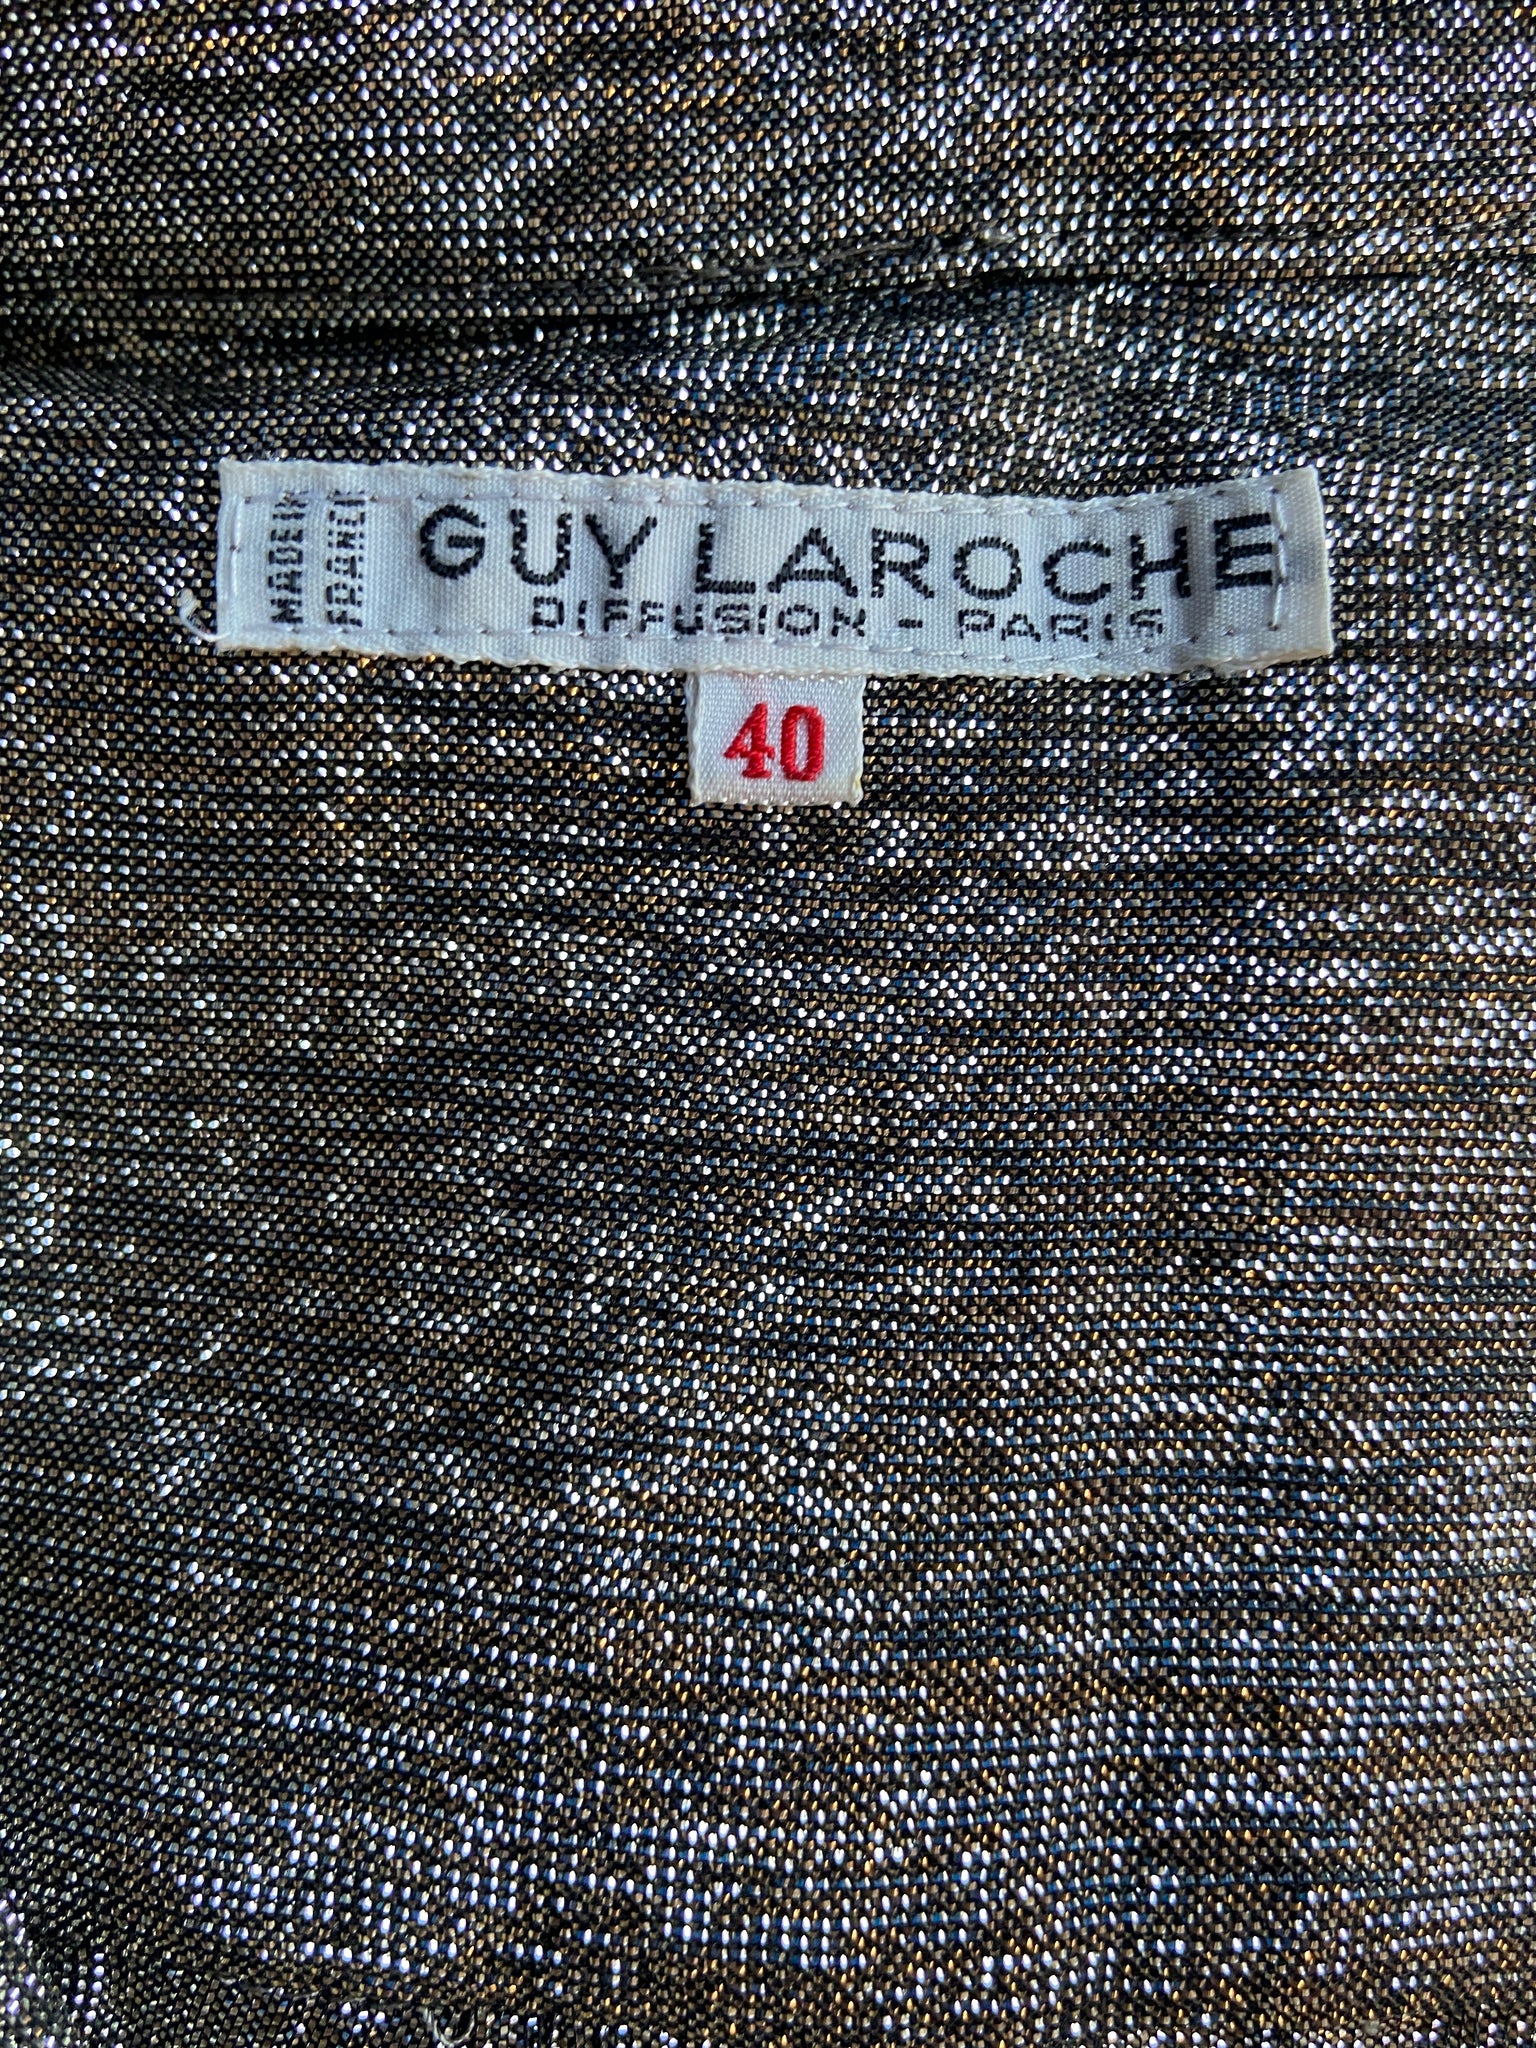 MADE IN
FRANCE
GUY LAROCHE
DIFFUSION - PARIS
40